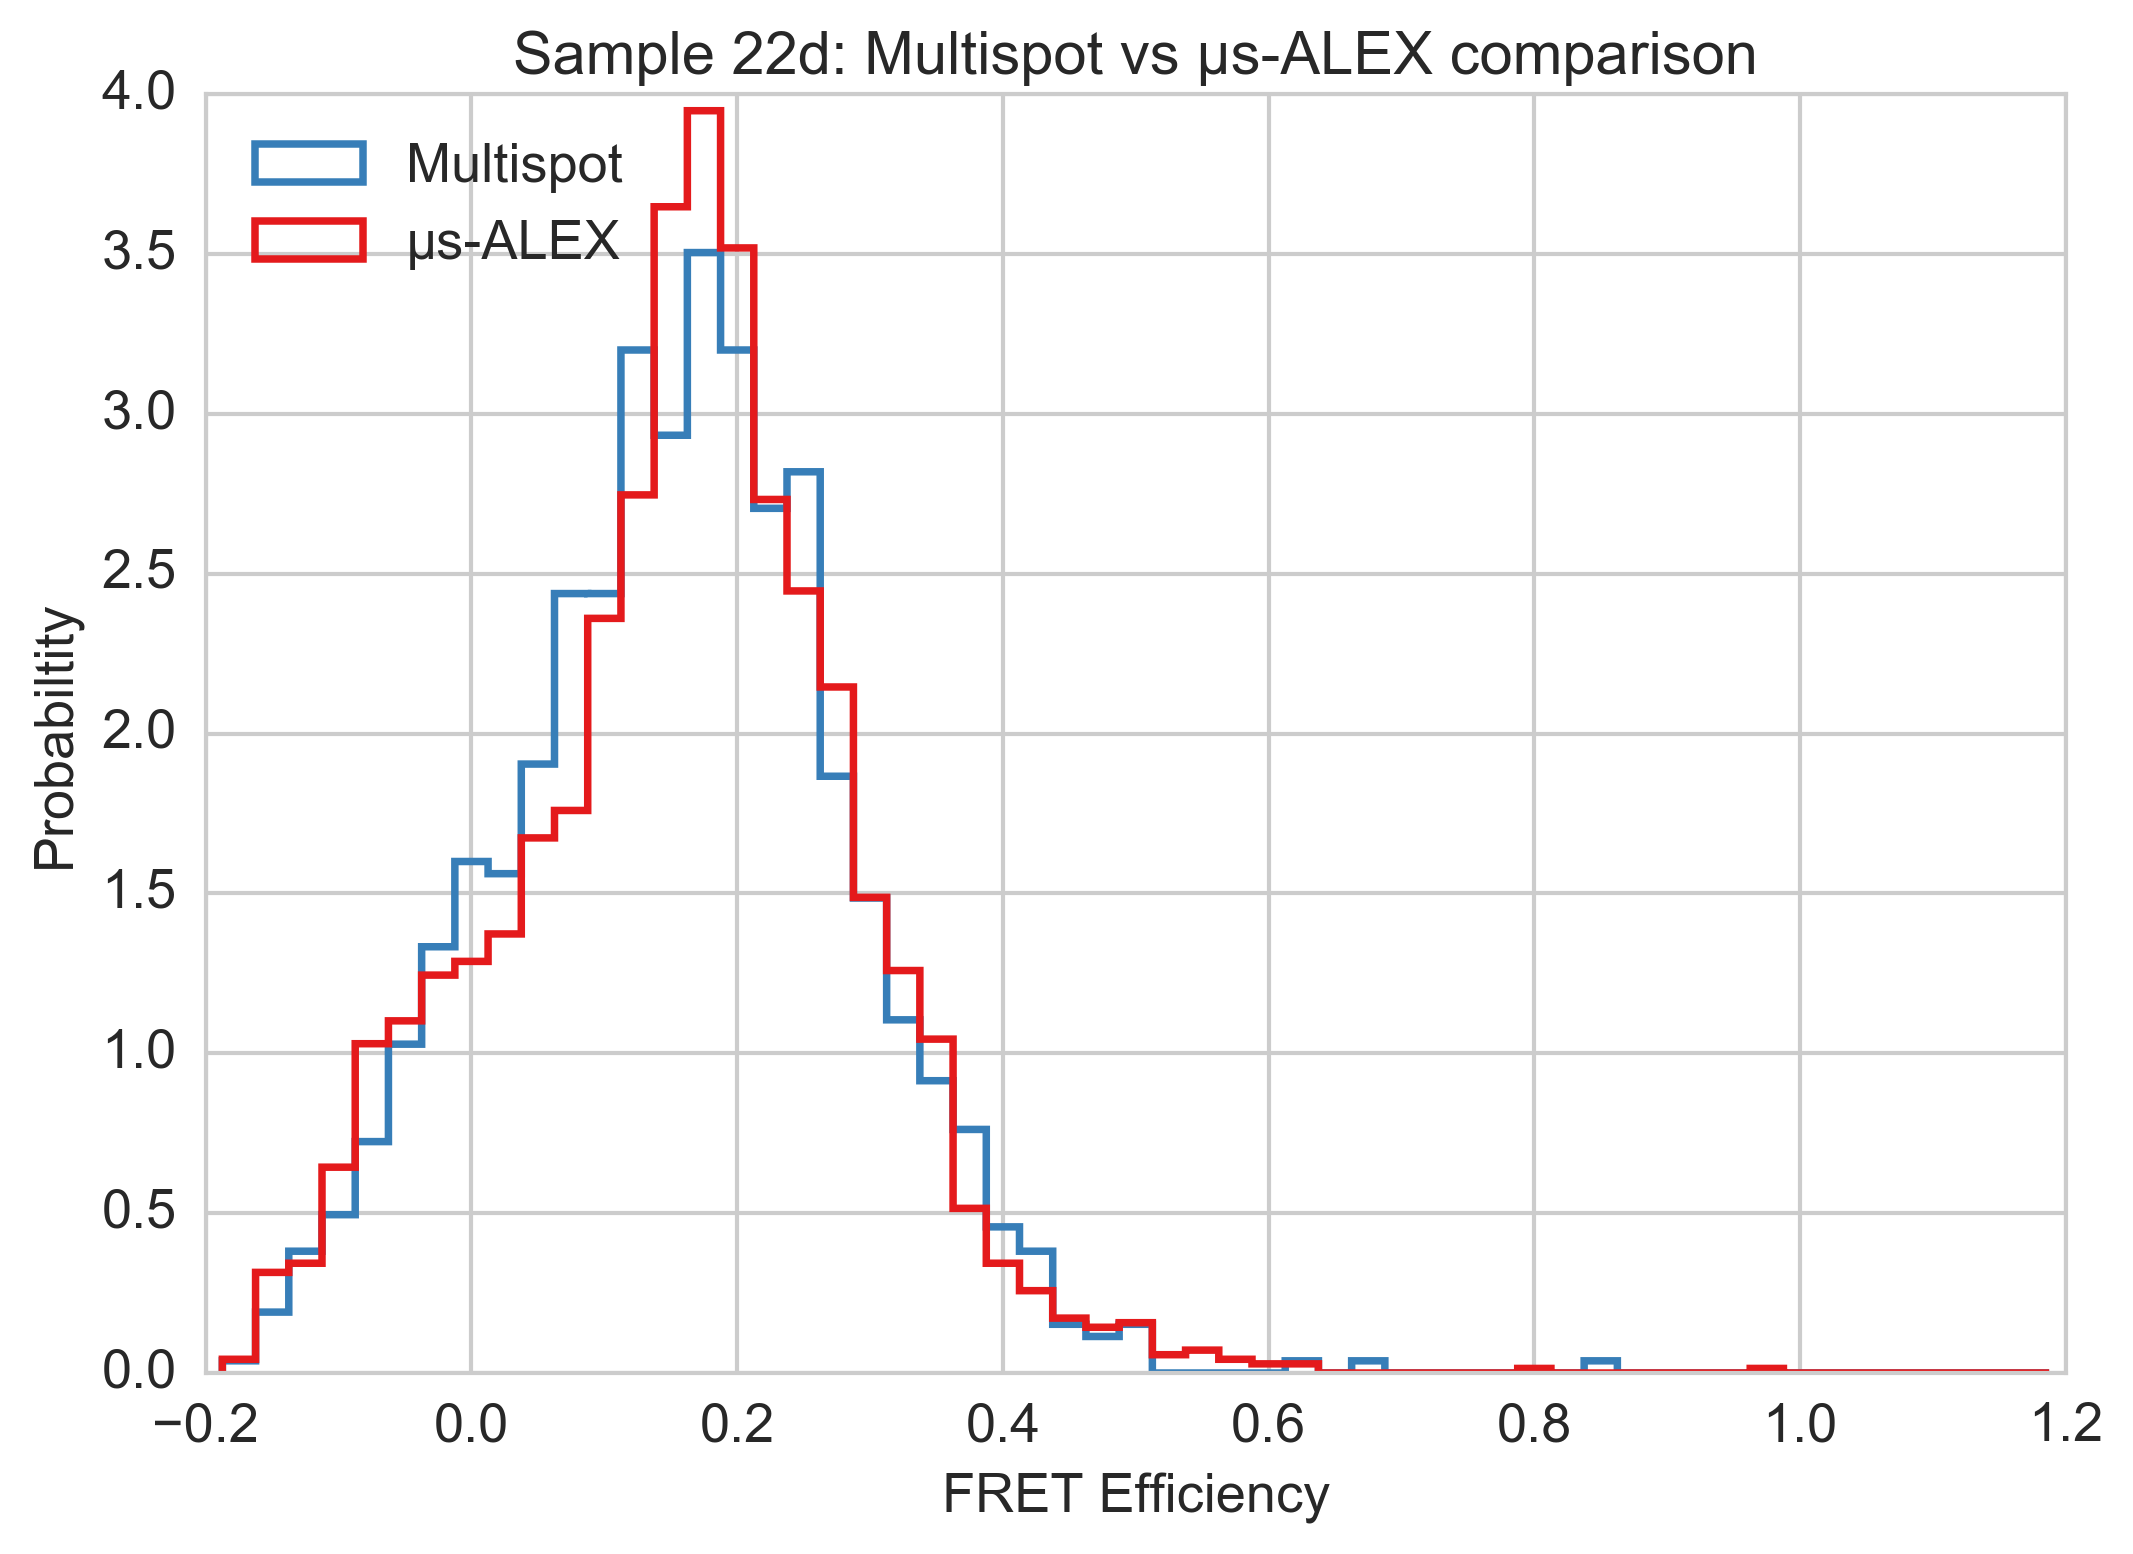 Sample 22d: Multispot vs µs-ALEX comparison
4.0
3.5
3.0
2.5
2.0
1.5
1.0
0.5
0.0
Probabiltity
Multispot
µs-ALEX
−0.2 0.0 0.2 0.4 0.6 0.8 1.0 1.2
FRET Efficiency